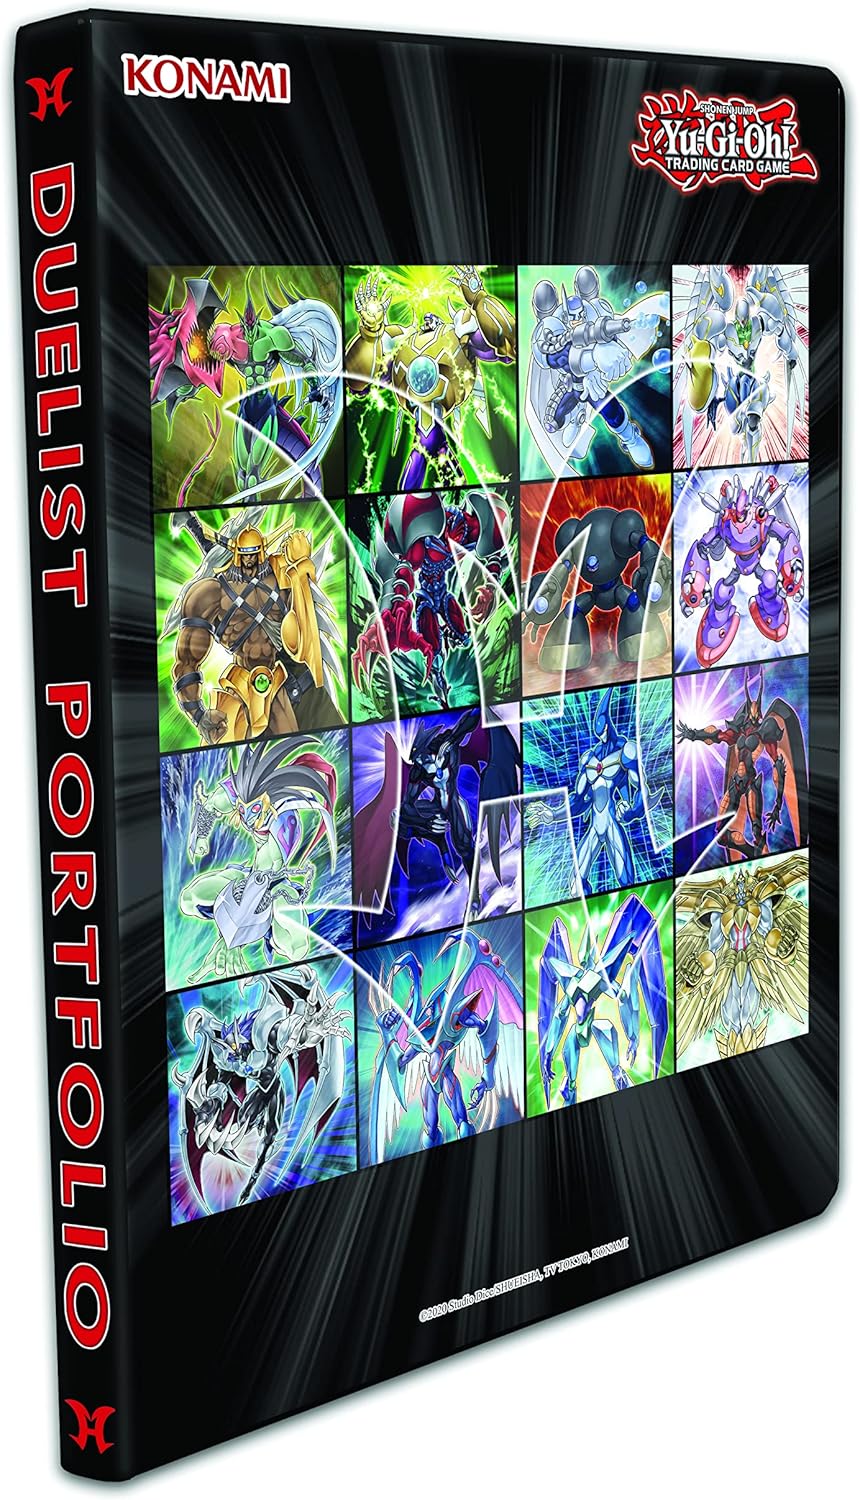 KONAMI
SHONEN JUMP
Yu-Gi-Oh!
TRADING CARD GAME
DUELIST PORTFOLIO
©2020 Studio Dice/SHUEISHA, TV TOKYO, KONAMI